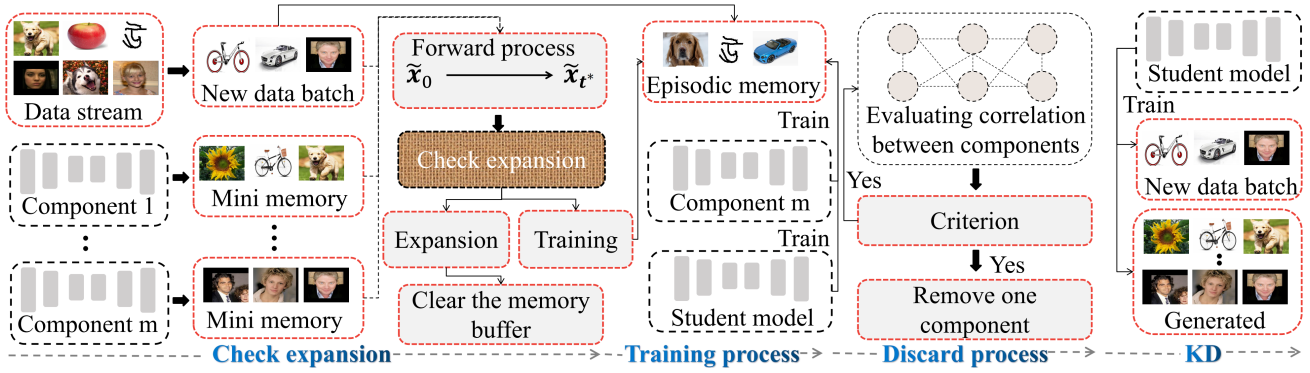 Data stream
New data batch
Component 1
Mini memory
Component m
Mini memory
Forward process
x̃₀ ⟶ x̃ₜ*
Check expansion
Expansion
Training
Clear the memory
buffer
Episodic memory
Train
Component m
Train
Student model
Evaluating correlation
between components
Yes
Criterion
Yes
Remove one
component
Student model
Train
New data batch
Generated
Check expansion
Training process
Discard process
KD